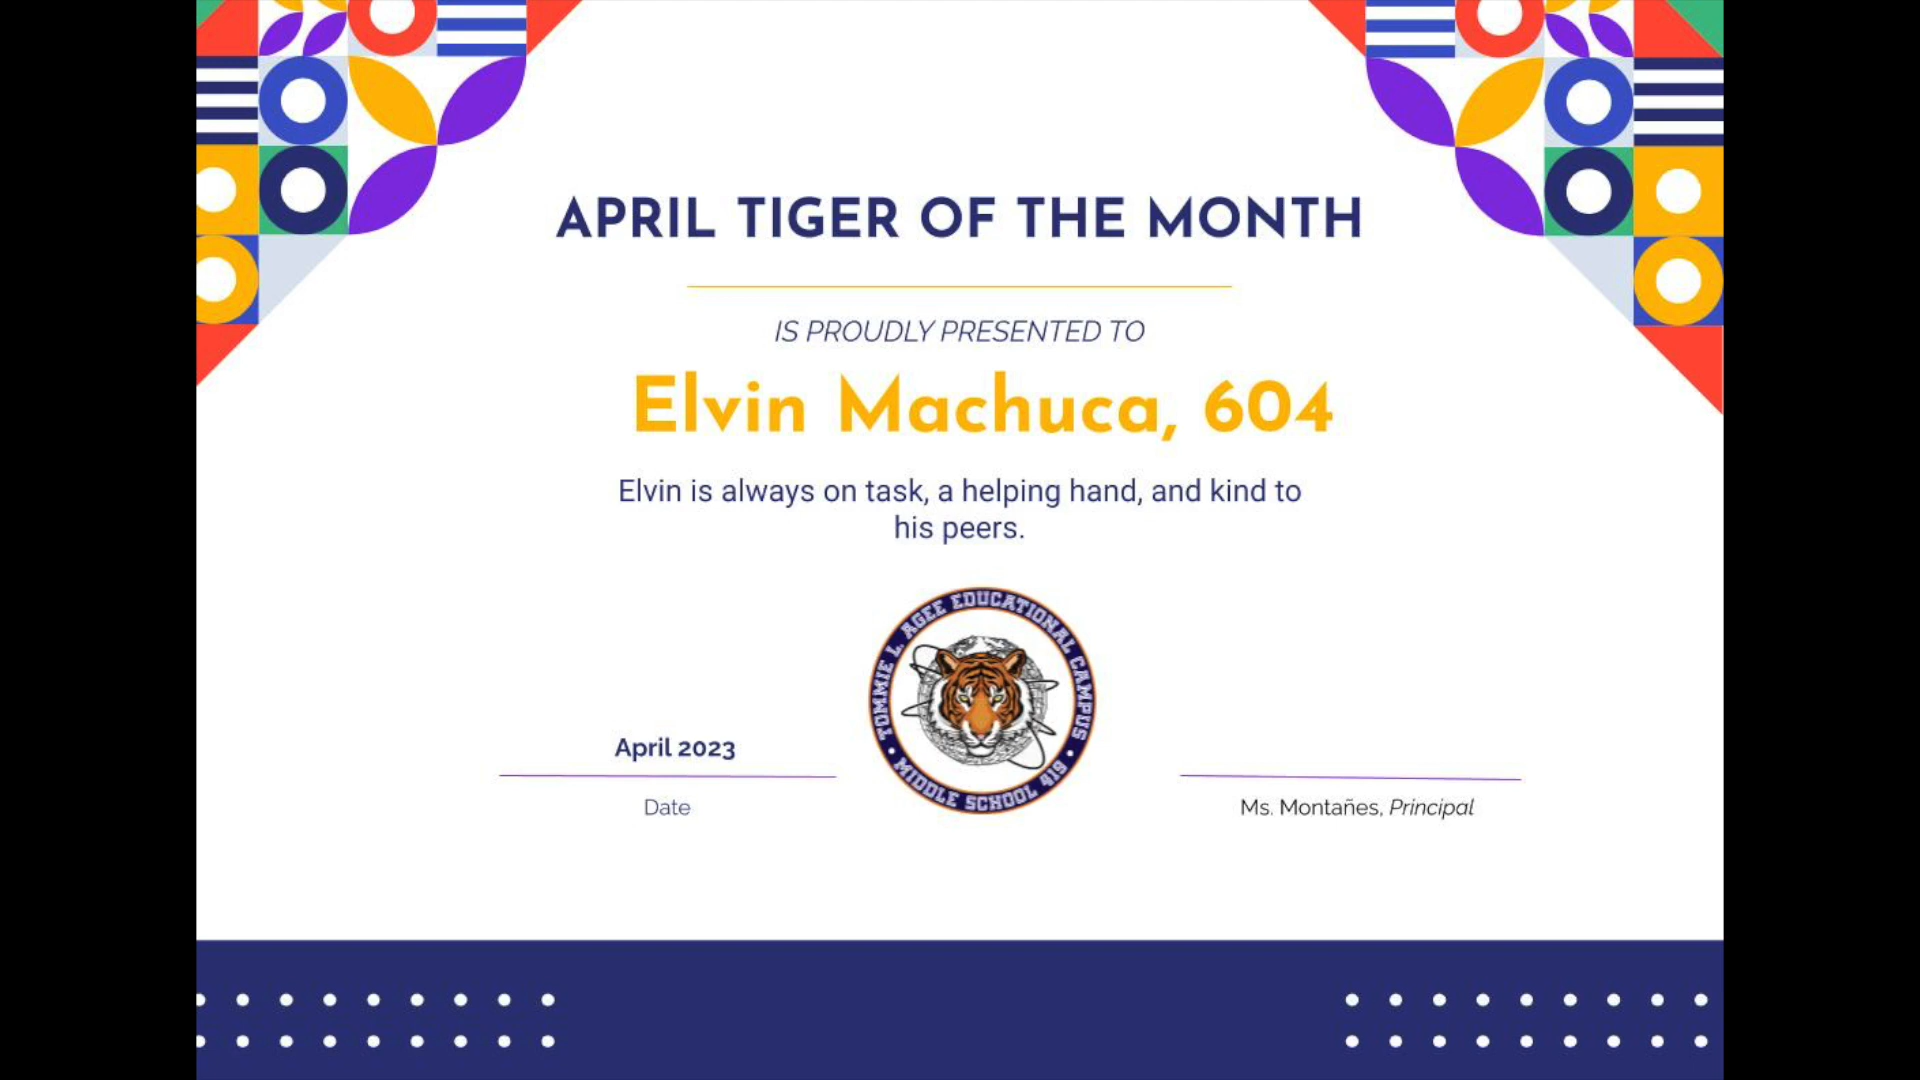 APRIL TIGER OF THE MONTH
IS PROUDLY PRESENTED TO
Elvin Machuca, 604
Elvin is always on task, a helping hand, and kind to
his peers.
TOMMIE L. AGEE EDUCATIONAL CAMPUS
MIDDLE SCHOOL 419
April 2023
Date
Ms. Montañes, Principal